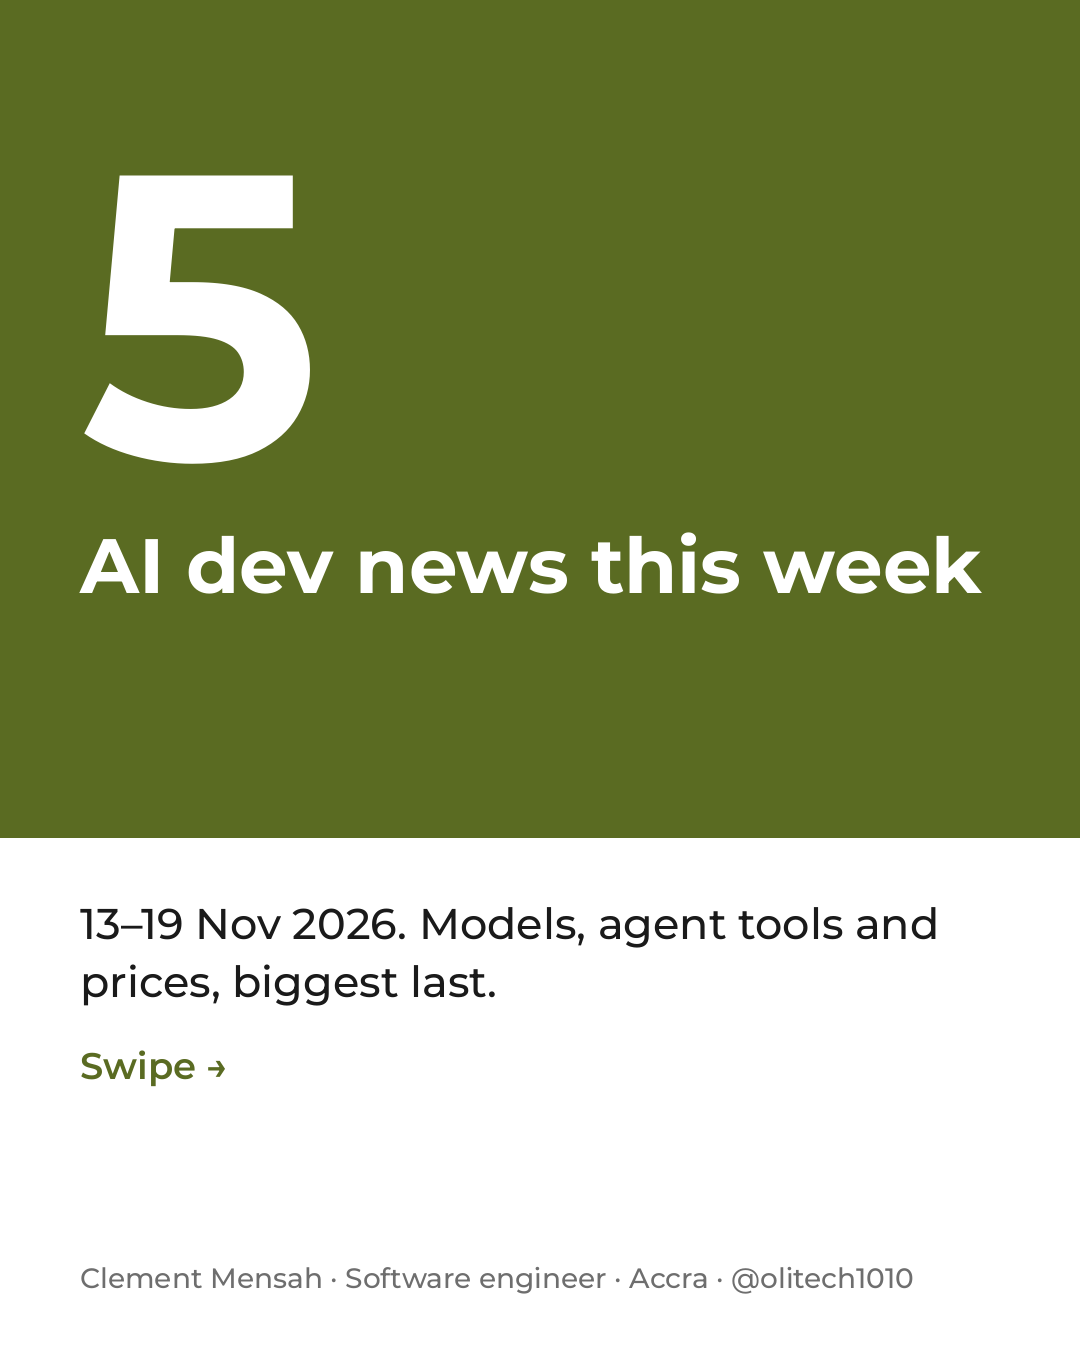 5
AI dev news this week
13–19 Nov 2026. Models, agent tools and
prices, biggest last.
Swipe →
Clement Mensah · Software engineer · Accra · @olitech1010